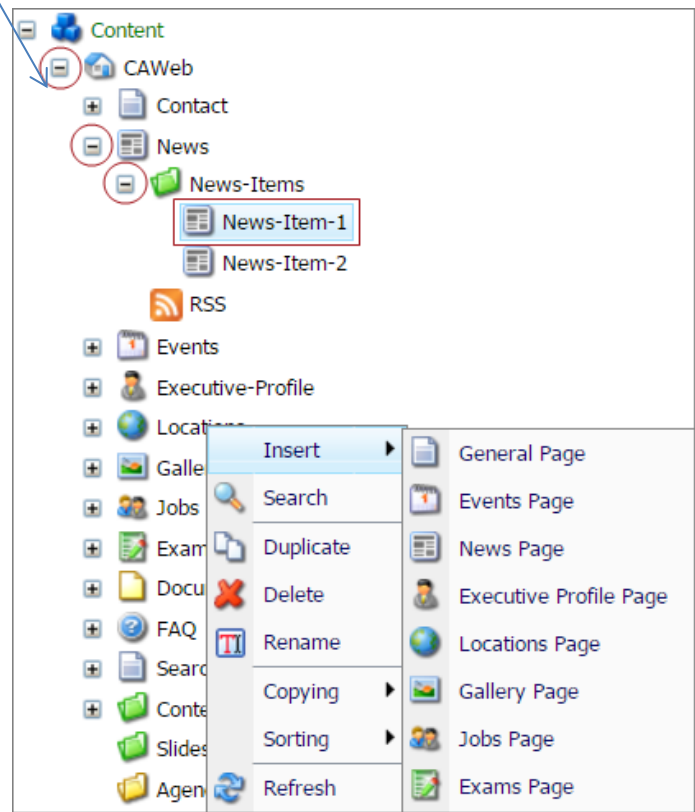 Content
CAWeb
Contact
News
News-Items
News-Item-1
News-Item-2
RSS
Events
Executive-Profile
Insert
General Page
Search
Events Page
Jobs
Duplicate
News Page
Delete
Executive Profile Page
FAQ
Rename
Locations Page
Copying
Gallery Page
Sorting
Jobs Page
Refresh
Exams Page